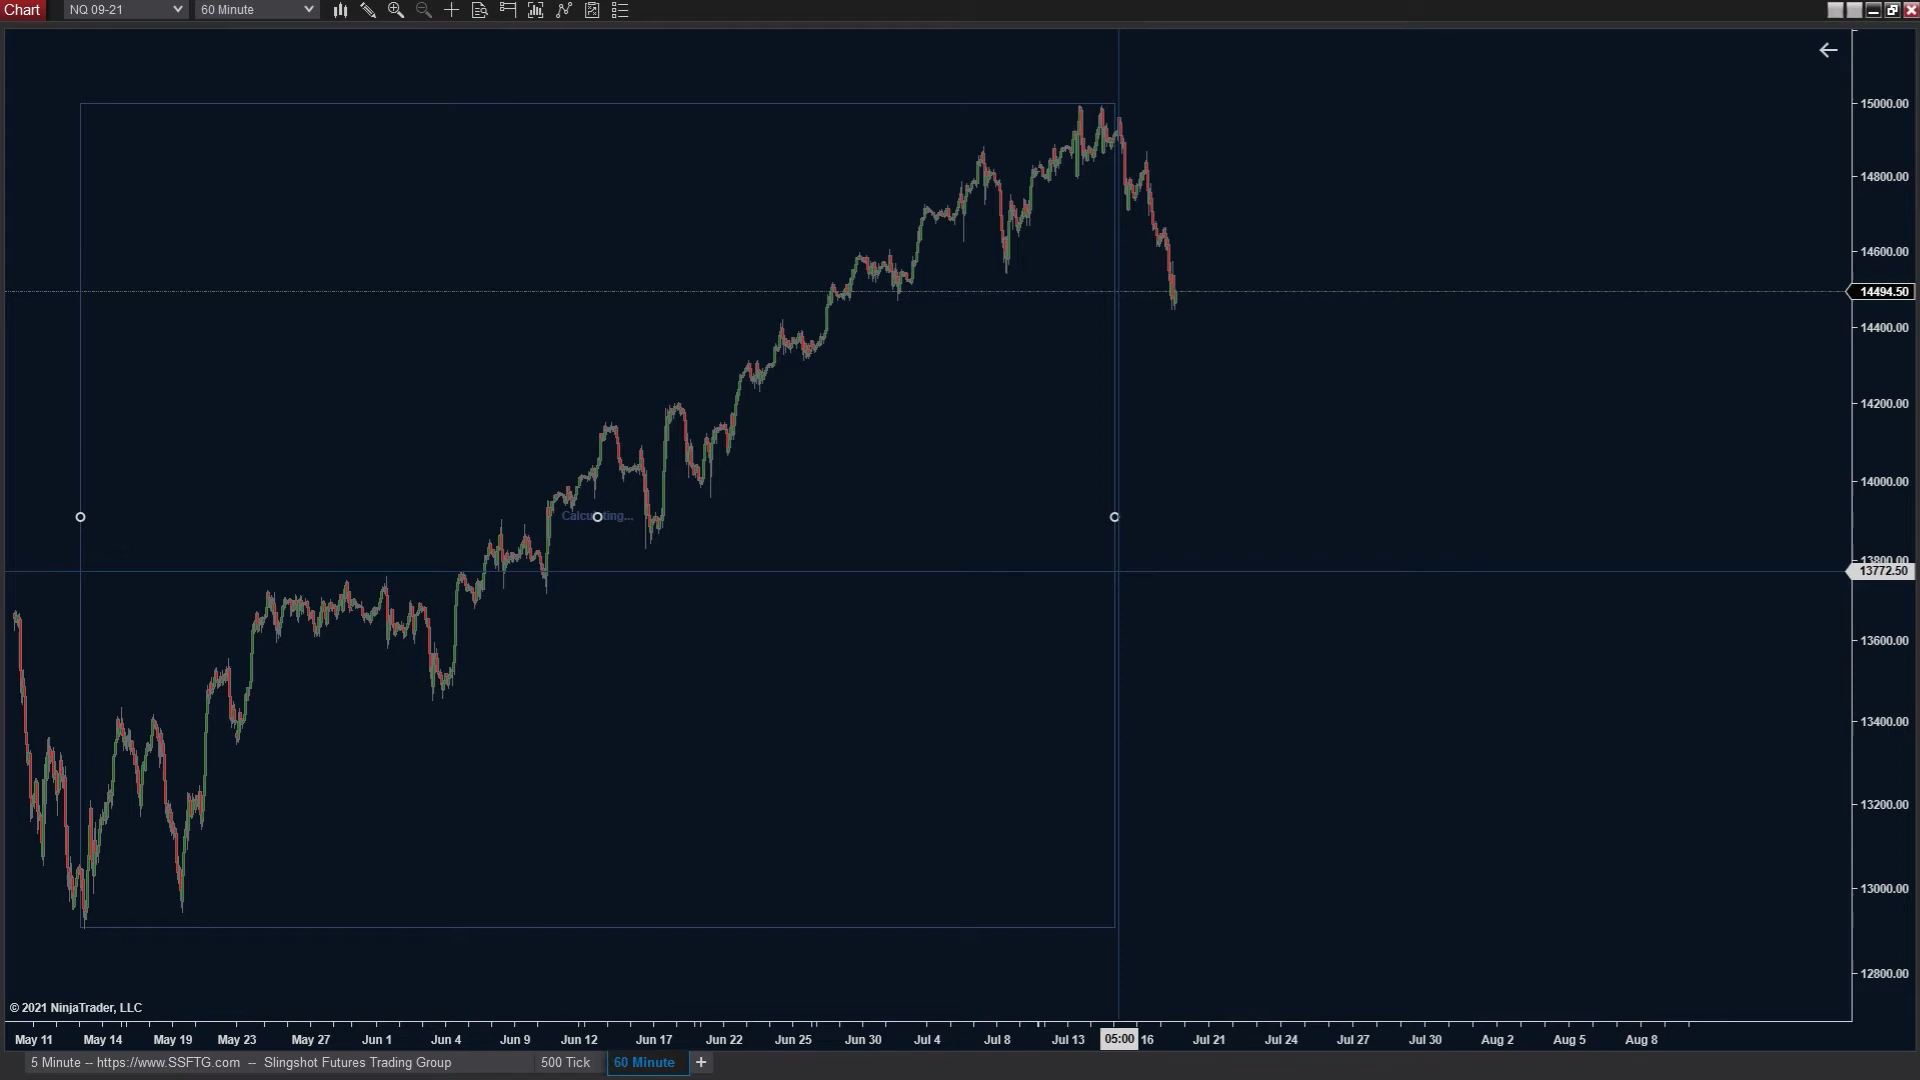 Chart NQ 09-21 60 Minute
15000.00
14800.00
14600.00
14494.50
14400.00
14200.00
14000.00
Calcu ting...
13800.00
13772.50
13600.00
13400.00
13200.00
13000.00
12800.00
© 2021 NinjaTrader, LLC
May 11 May 14 May 19 May 23 May 27 Jun 1 Jun 4 Jun 9 Jun 12 Jun 17 Jun 22 Jun 25 Jun 30 Jul 4 Jul 8 Jul 13 05:00 16 Jul 21 Jul 24 Jul 27 Jul 30 Aug 2 Aug 5 Aug 8
5 Minute -- https://www.SSFTG.com -- Slingshot Futures Trading Group 500 Tick 60 Minute +